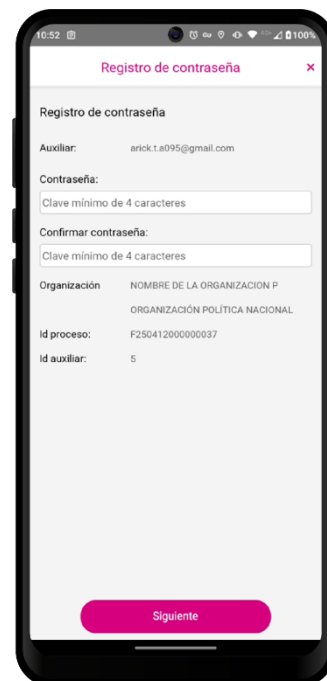 10:52
100%
Registro de contraseña ×
Registro de contraseña
Auxiliar: arick.t.a095@gmail.com
Contraseña:
Clave mínimo de 4 caracteres
Confirmar contraseña:
Clave mínimo de 4 caracteres
Organización NOMBRE DE LA ORGANIZACION P
ORGANIZACIÓN POLÍTICA NACIONAL
Id proceso: F250412000000037
Id auxiliar: 5
Siguiente